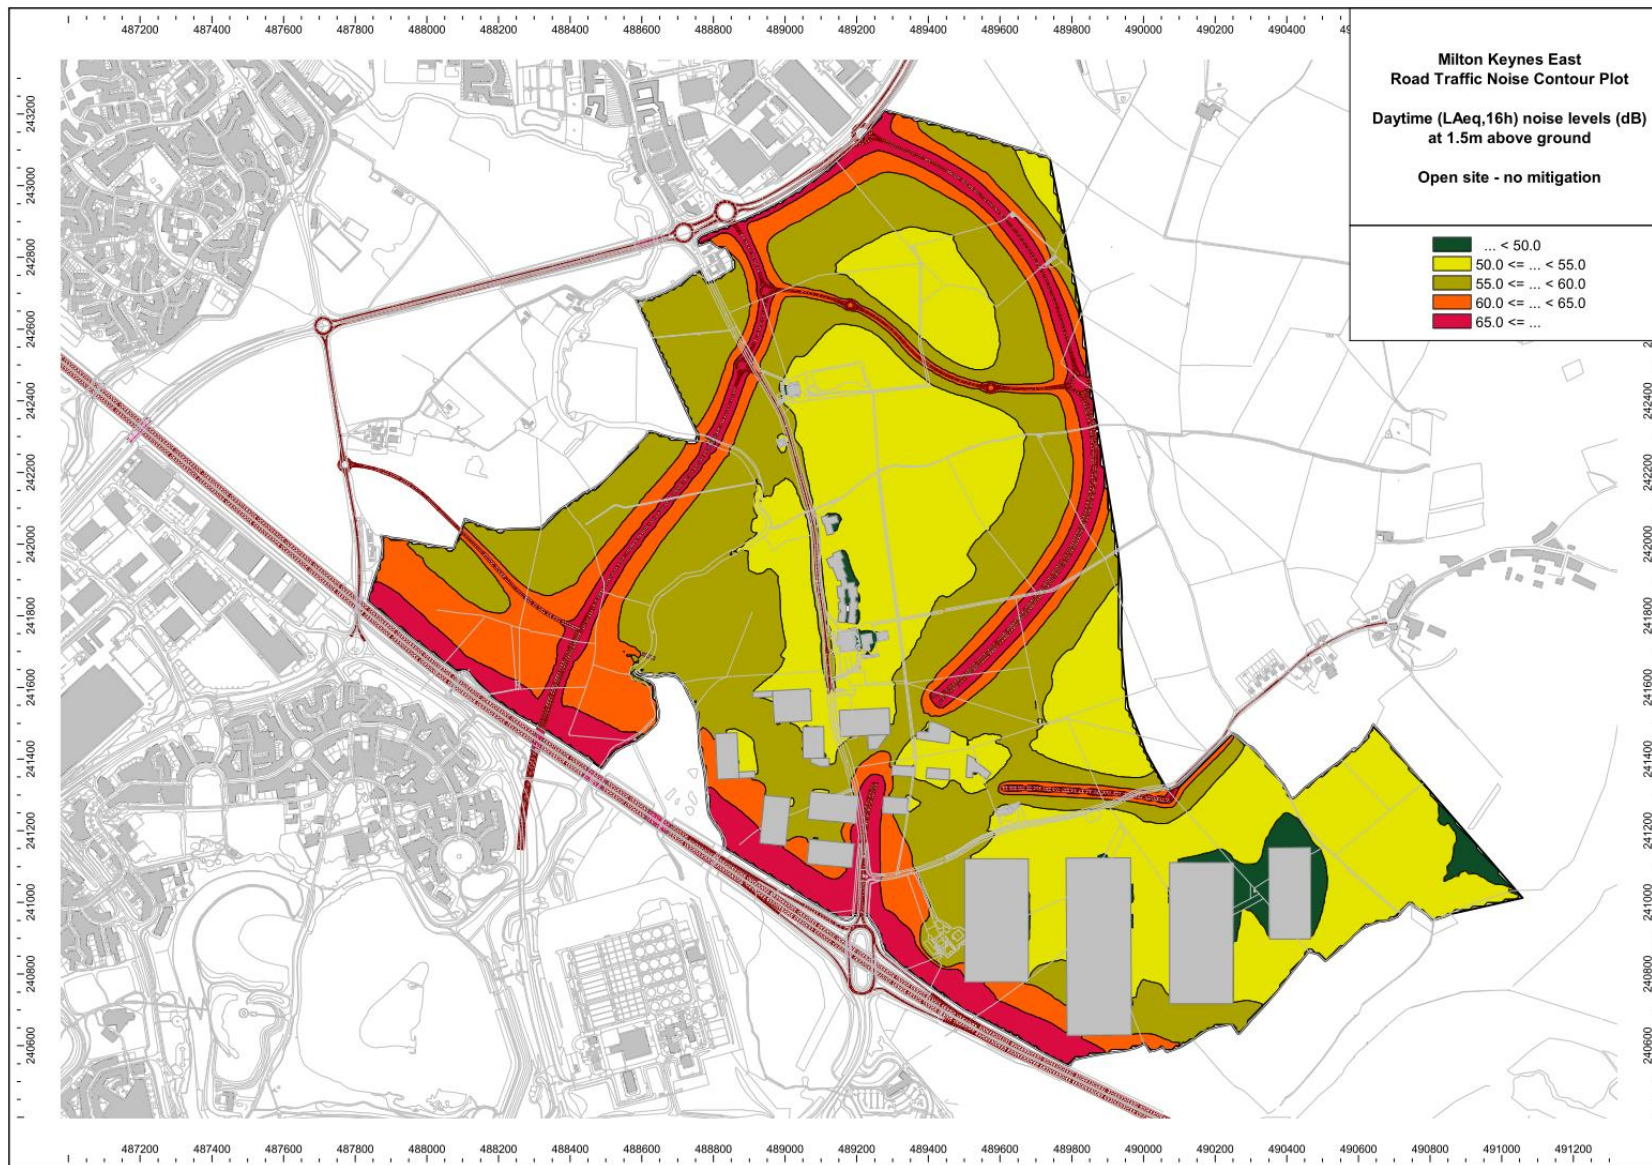 487200 487400 487600 487800 488000 488200 488400 488600 488800 489000 489200 489400 489600 489800 490000 490200 490400
Milton Keynes East
Road Traffic Noise Contour Plot
Daytime (LAeq,16h) noise levels (dB)
at 1.5m above ground
Open site - no mitigation
... < 50.0
50.0 <= ... < 55.0
55.0 <= ... < 60.0
60.0 <= ... < 65.0
65.0 <= ...
243200
243000
242800
242600
242400
242200
242000
241800
241600
241400
241200
241000
240800
240600
242400
242200
242000
241800
241600
241400
241200
241000
240800
240600
487200 487400 487600 487800 488000 488200 488400 488600 488800 489000 489200 489400 489600 489800 490000 490200 490400 490600 490800 491000 491200